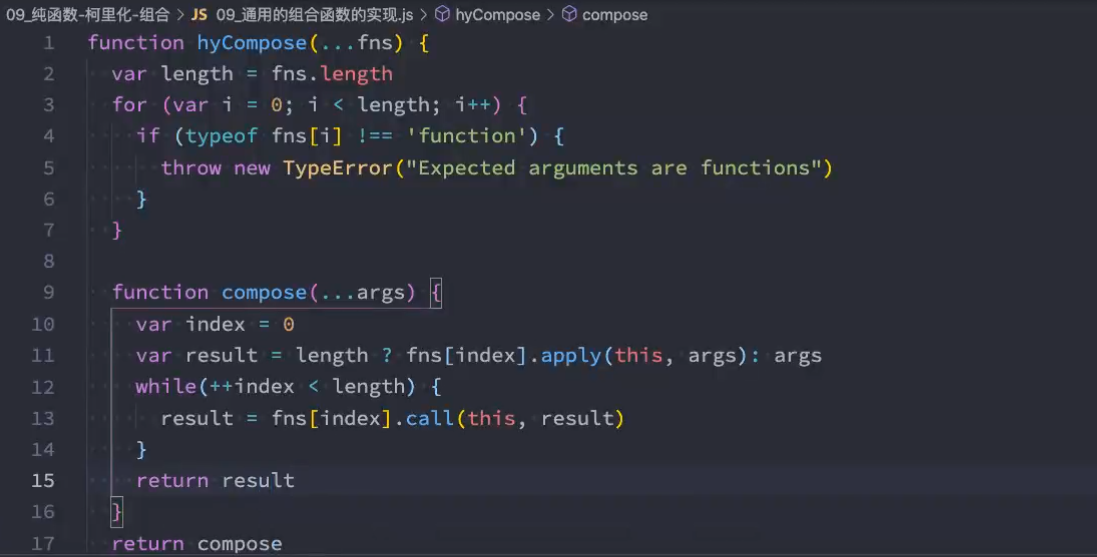 09_纯函数-柯里化-组合 > JS 09_通用的组合函数的实现.js > hyCompose > compose
1 function hyCompose(...fns) {
2   var length = fns.length
3   for (var i = 0; i < length; i++) {
4     if (typeof fns[i] !== 'function') {
5       throw new TypeError("Expected arguments are functions")
6     }
7   }
8
9   function compose(...args) {
10     var index = 0
11     var result = length ? fns[index].apply(this, args): args
12     while(++index < length) {
13       result = fns[index].call(this, result)
14     }
15     return result
16   }
17   return compose